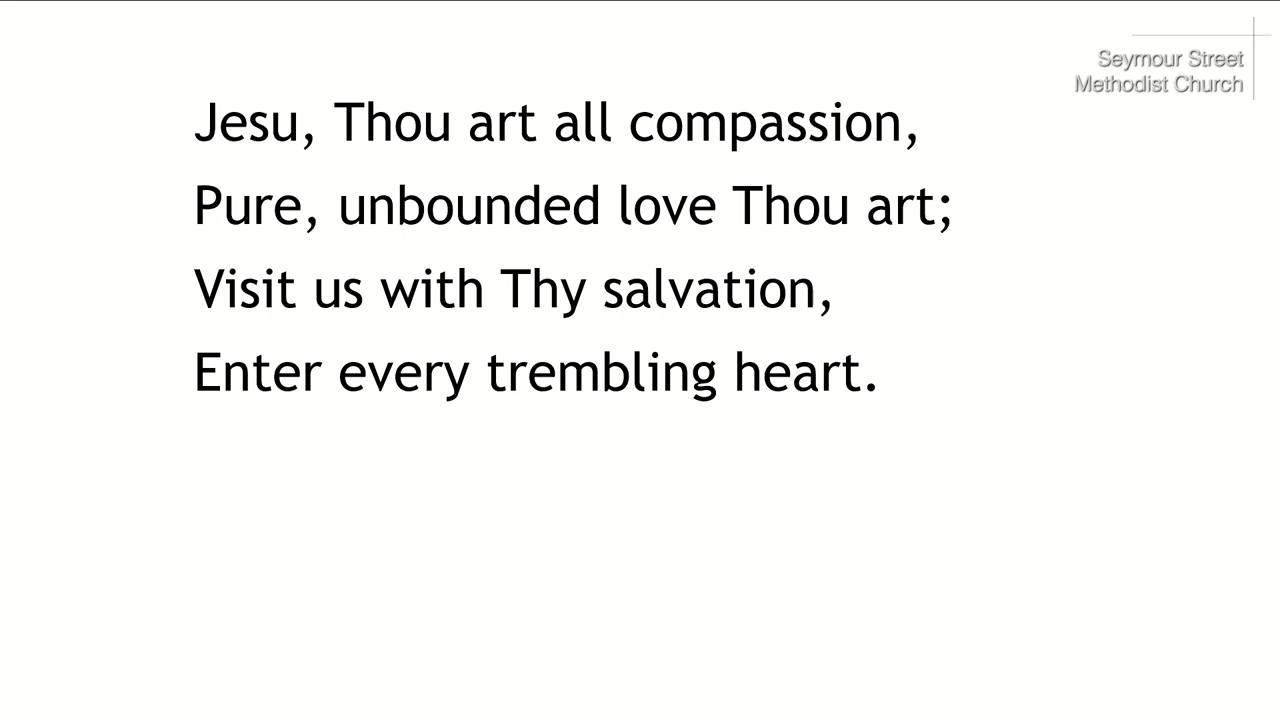 Seymour Street
Methodist Church
Jesu, Thou art all compassion,
Pure, unbounded love Thou art;
Visit us with Thy salvation,
Enter every trembling heart.